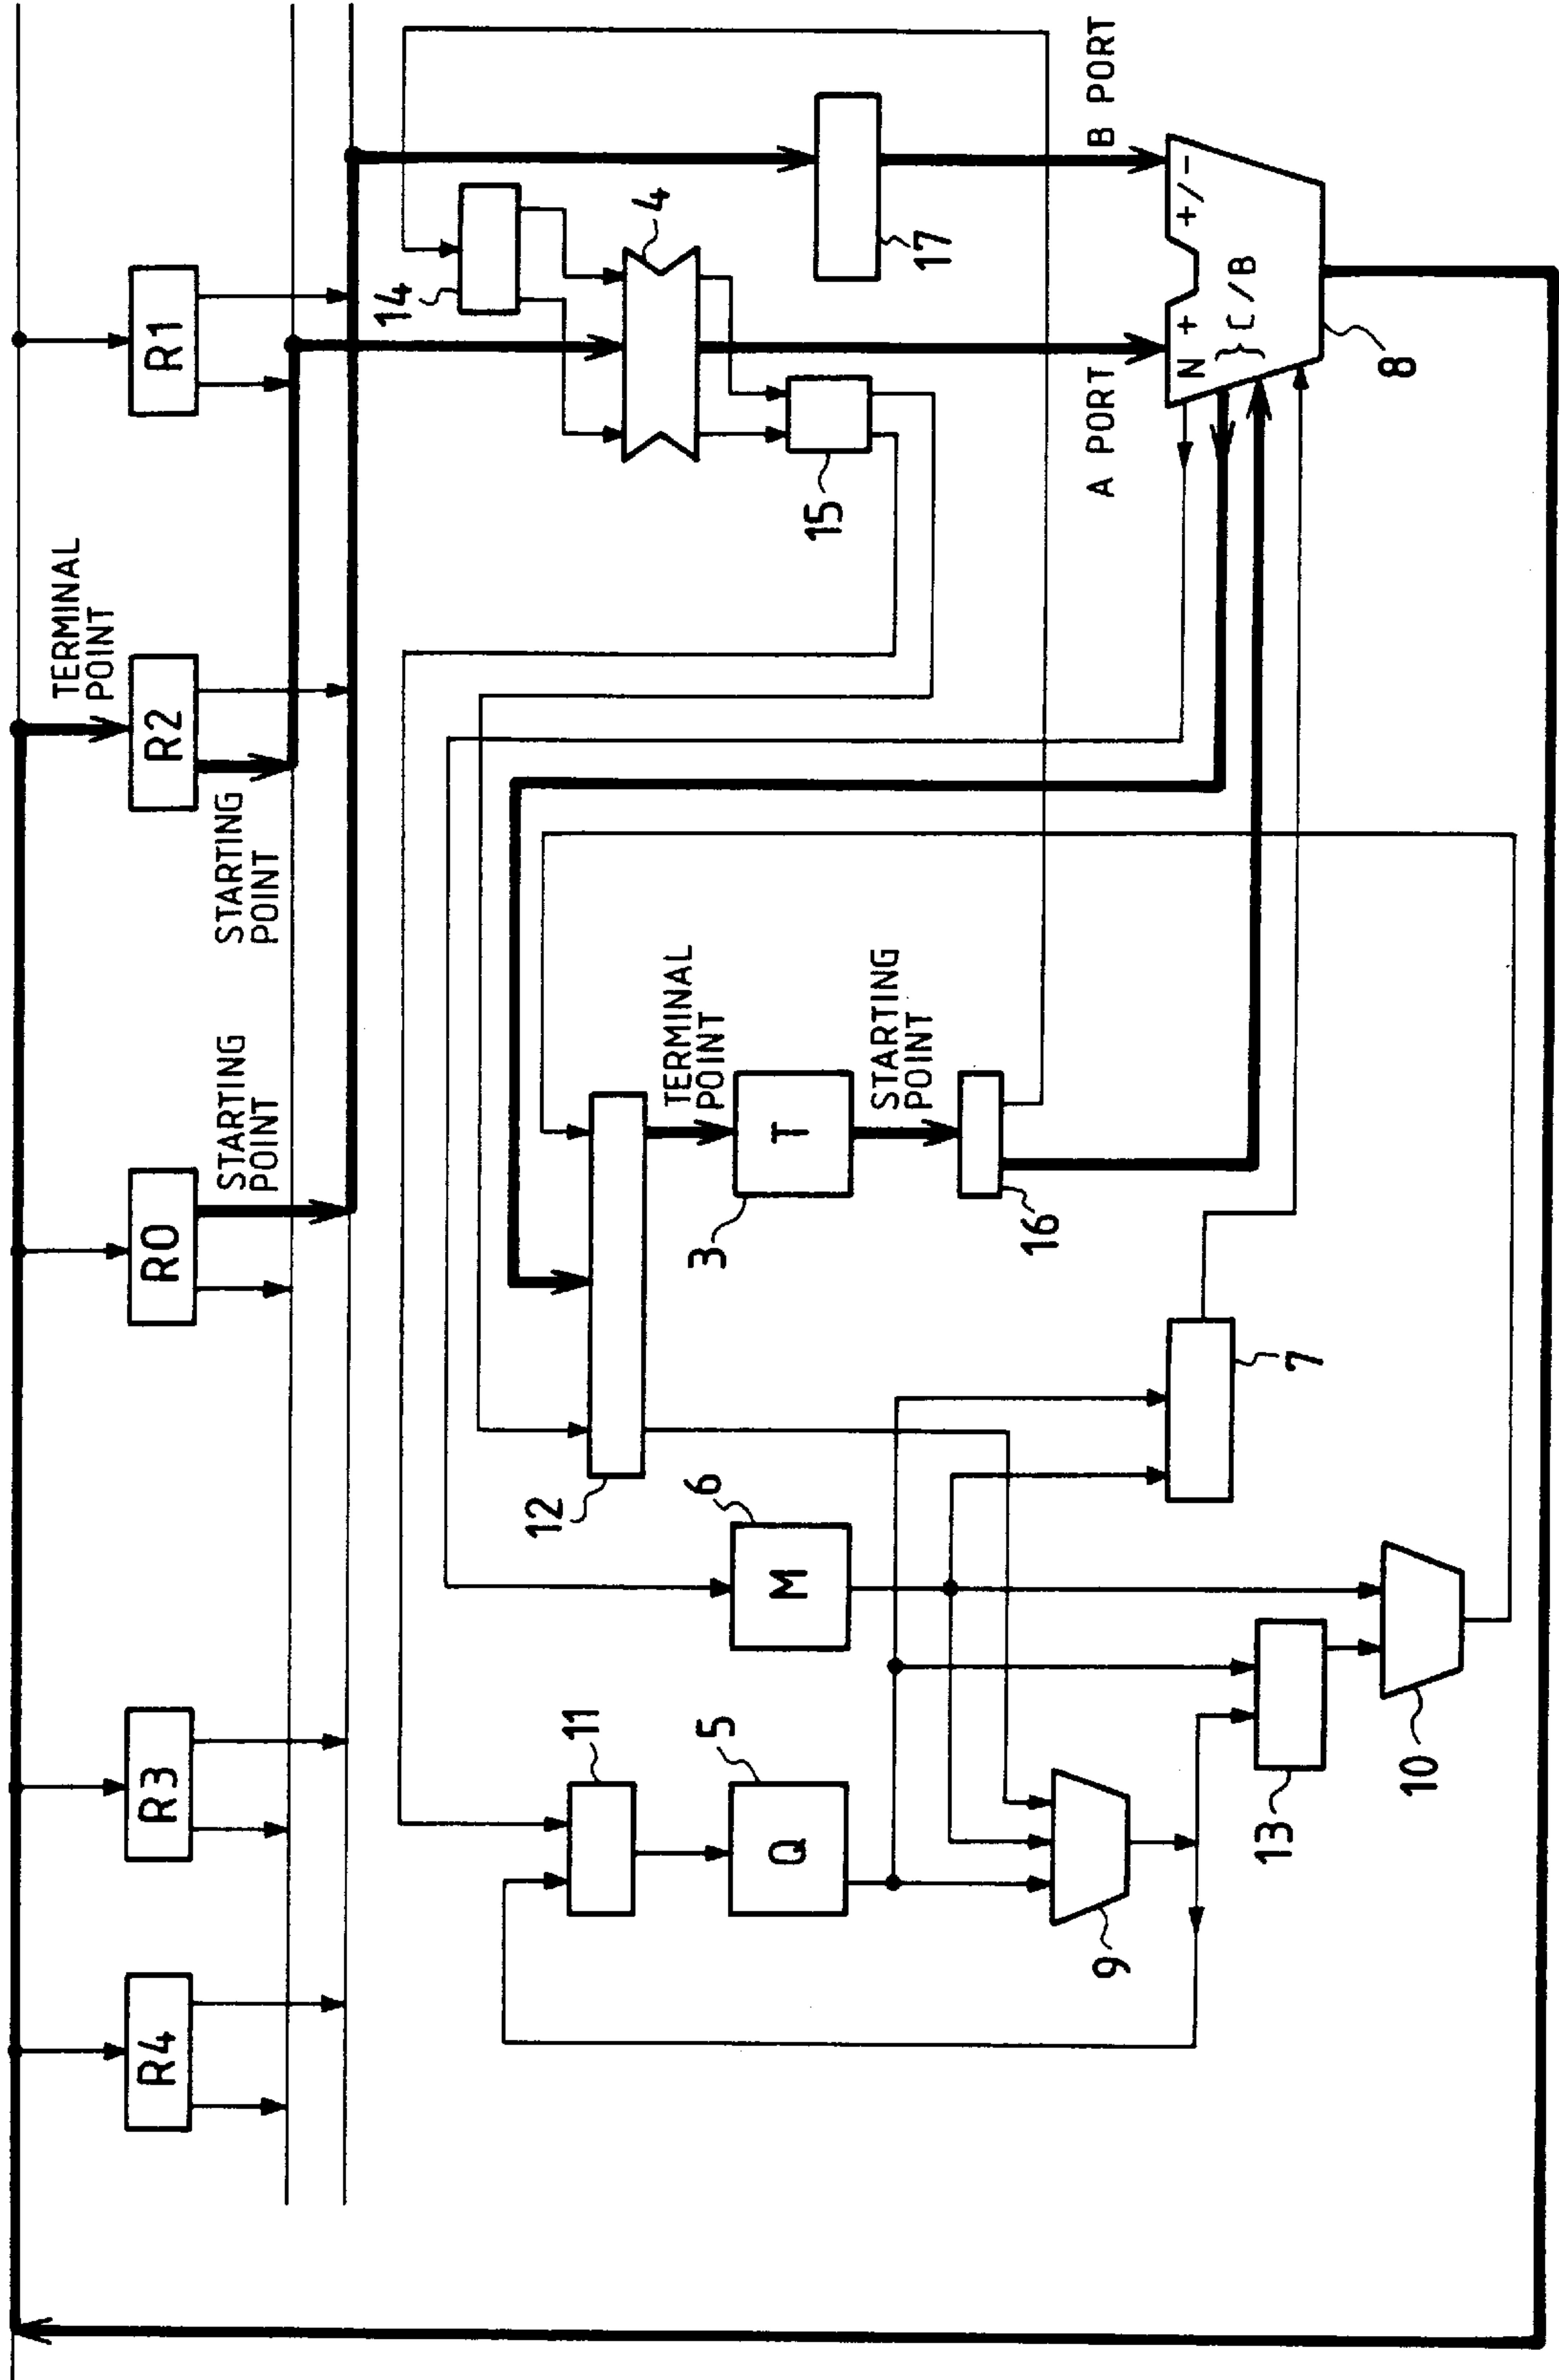 R4
R3
R0
R2
R1
TERMINAL
POINT
STARTING
POINT
STARTING
POINT
14
4
11
12
TERMINAL
POINT
15
17
5
Q
6
M
3
T
STARTING
POINT
16
A PORT
B PORT
9
13
7
N + +/-
} C/B
8
10